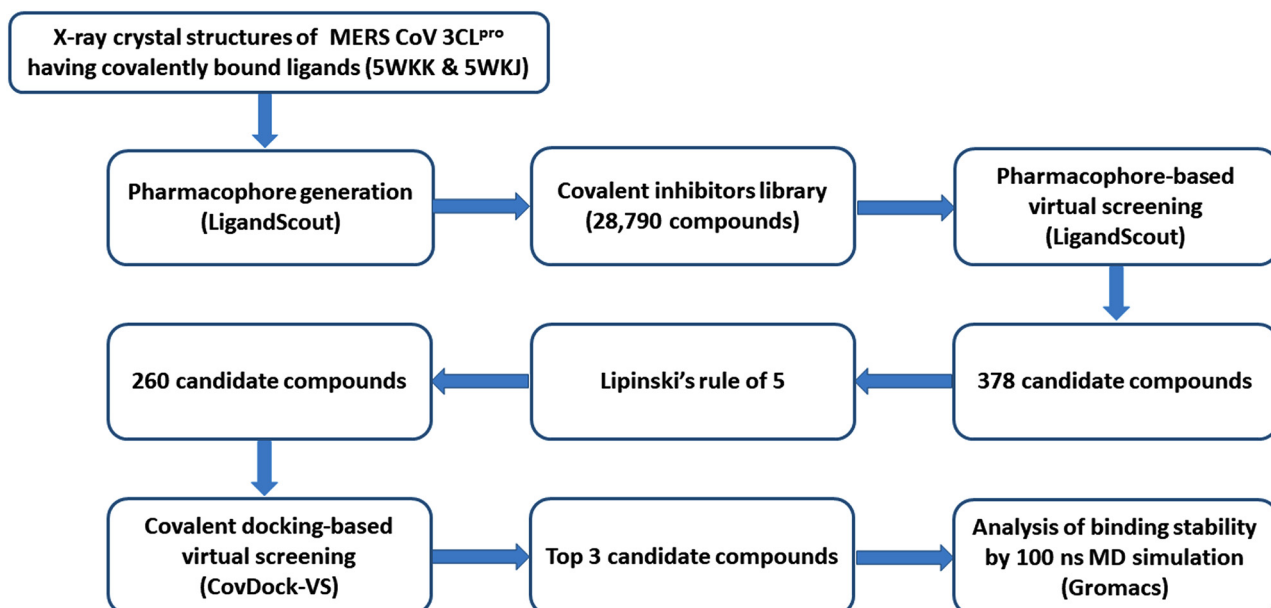 X-ray crystal structures of MERS CoV 3CLᵖʳᵒ
having covalently bound ligands (5WKK & 5WKJ)
Pharmacophore generation
(LigandScout)
Covalent inhibitors library
(28,790 compounds)
Pharmacophore-based
virtual screening
(LigandScout)
378 candidate compounds
Lipinski's rule of 5
260 candidate compounds
Covalent docking-based
virtual screening
(CovDock-VS)
Top 3 candidate compounds
Analysis of binding stability
by 100 ns MD simulation
(Gromacs)